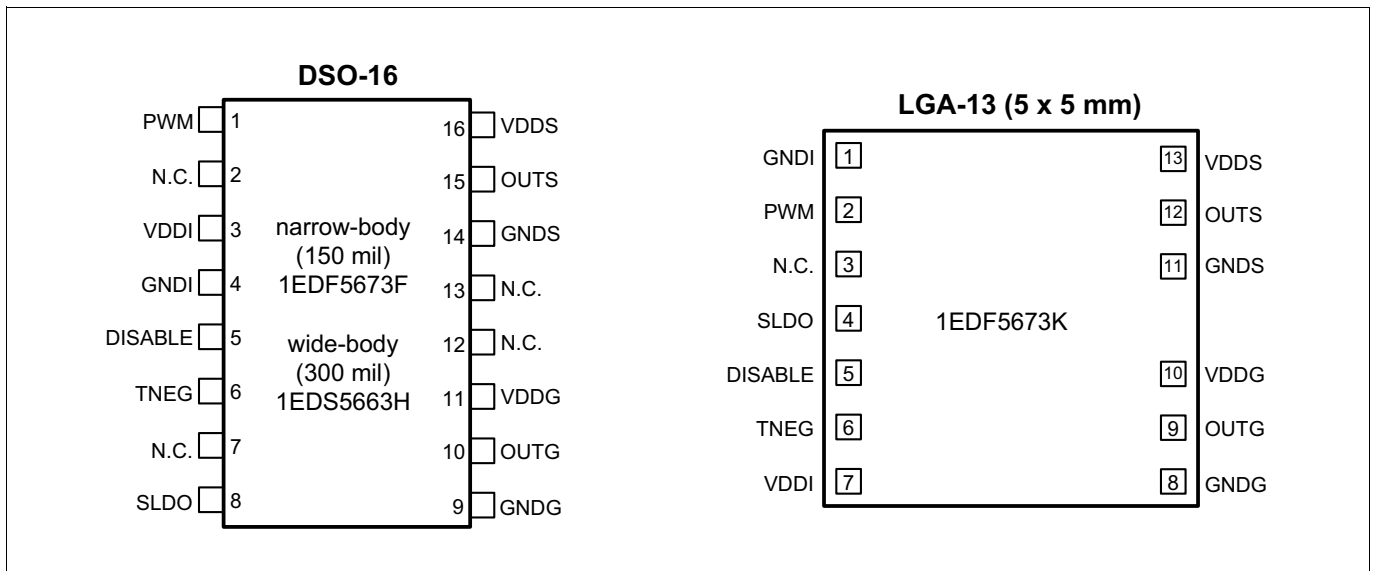 DSO-16
PWM 1
N.C. 2
VDDI 3
GNDI 4
DISABLE 5
TNEG 6
N.C. 7
SLDO 8
narrow-body
(150 mil)
1EDF5673F
wide-body
(300 mil)
1EDS5663H
16 VDDS
15 OUTS
14 GNDS
13 N.C.
12 N.C.
11 VDDG
10 OUTG
9 GNDG
LGA-13 (5 x 5 mm)
GNDI 1
PWM 2
N.C. 3
SLDO 4
DISABLE 5
TNEG 6
VDDI 7
1EDF5673K
13 VDDS
12 OUTS
11 GNDS
10 VDDG
9 OUTG
8 GNDG